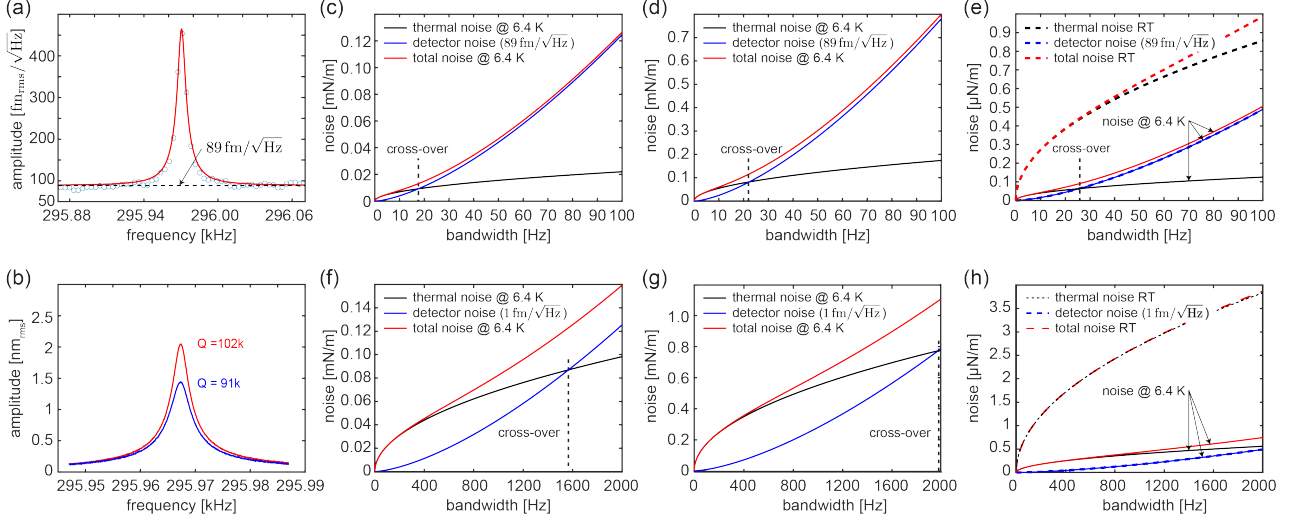 (a)
amplitude [fm_rms/√Hz]
400
300
200
100
50
89 fm/√Hz
295.88
295.94
296.00
296.06
frequency [kHz]
(c)
noise [mN/m]
0.12
0.10
0.08
0.06
0.04
0.02
0
thermal noise @ 6.4 K
detector noise (89 fm/√Hz)
total noise @ 6.4 K
cross-over
0 10 20 30 40 50 60 70 80 90 100
bandwidth [Hz]
(d)
noise [mN/m]
0.8
0.7
0.6
0.5
0.4
0.3
0.2
0.1
0
thermal noise @ 6.4 K
detector noise (89 fm/√Hz)
total noise @ 6.4 K
cross-over
0 10 20 30 40 50 60 70 80 90 100
bandwidth [Hz]
(e)
noise [µN/m]
1
0.9
0.8
0.7
0.6
0.5
0.4
0.3
0.2
0.1
0
thermal noise RT
detector noise (89 fm/√Hz)
total noise RT
noise @ 6.4 K
cross-over
0 10 20 30 40 50 60 70 80 90 100
bandwidth [Hz]
(b)
amplitude [nm_rms]
2.5
2
1.5
1
0.5
0
Q =102k
Q = 91k
295.95 295.96 295.97 295.98 295.99
frequency [kHz]
(f)
noise [mN/m]
0.14
0.12
0.10
0.08
0.06
0.04
0.02
0
thermal noise @ 6.4 K
detector noise (1 fm/√Hz)
total noise @ 6.4 K
cross-over
0 400 800 1200 1600 2000
bandwidth [Hz]
(g)
noise [mN/m]
1.0
0.8
0.6
0.4
0.2
0
thermal noise @ 6.4 K
detector noise (1 fm/√Hz)
total noise @ 6.4 K
cross-over
0 400 800 1200 1600 2000
bandwidth [Hz]
(h)
noise [µN/m]
3.5
3
2.5
2
1.5
1
0.5
0
thermal noise RT
detector noise (1 fm/√Hz)
total noise RT
noise @ 6.4 K
0 400 800 1200 1600 2000
bandwidth [Hz]